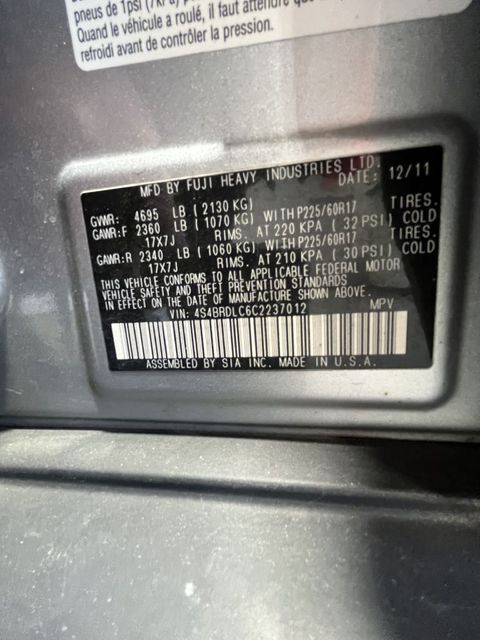 pneus de 1psi (7kPa) pa
Quand le véhicule a roulé, il faut attendre que
refroidi avant de contrôler la pression.
MFD BY FUJI HEAVY INDUSTRIES LTD.
DATE: 12/11
GVWR: 4695 LB (2130 KG)
GAWR:F 2360 LB (1070 KG) WITH P225/60R17 TIRES.
17X7J RIMS. AT 220 KPA (32 PSI) COLD
GAWR:R 2340 LB (1060 KG) WITH P225/60R17 TIRES.
17X7J RIMS. AT 210 KPA (30 PSI) COLD
THIS VEHICLE CONFORMS TO ALL APPLICABLE FEDERAL MOTOR
VEHICLE SAFETY AND THEFT PREVENTION STANDARDS
IN EFFECT ON THE DATE OF MANUFACTURE SHOWN ABOVE.
VIN: 4S4BRDLC6C2237012 MPV
ASSEMBLED BY SIA INC. MADE IN U.S.A.